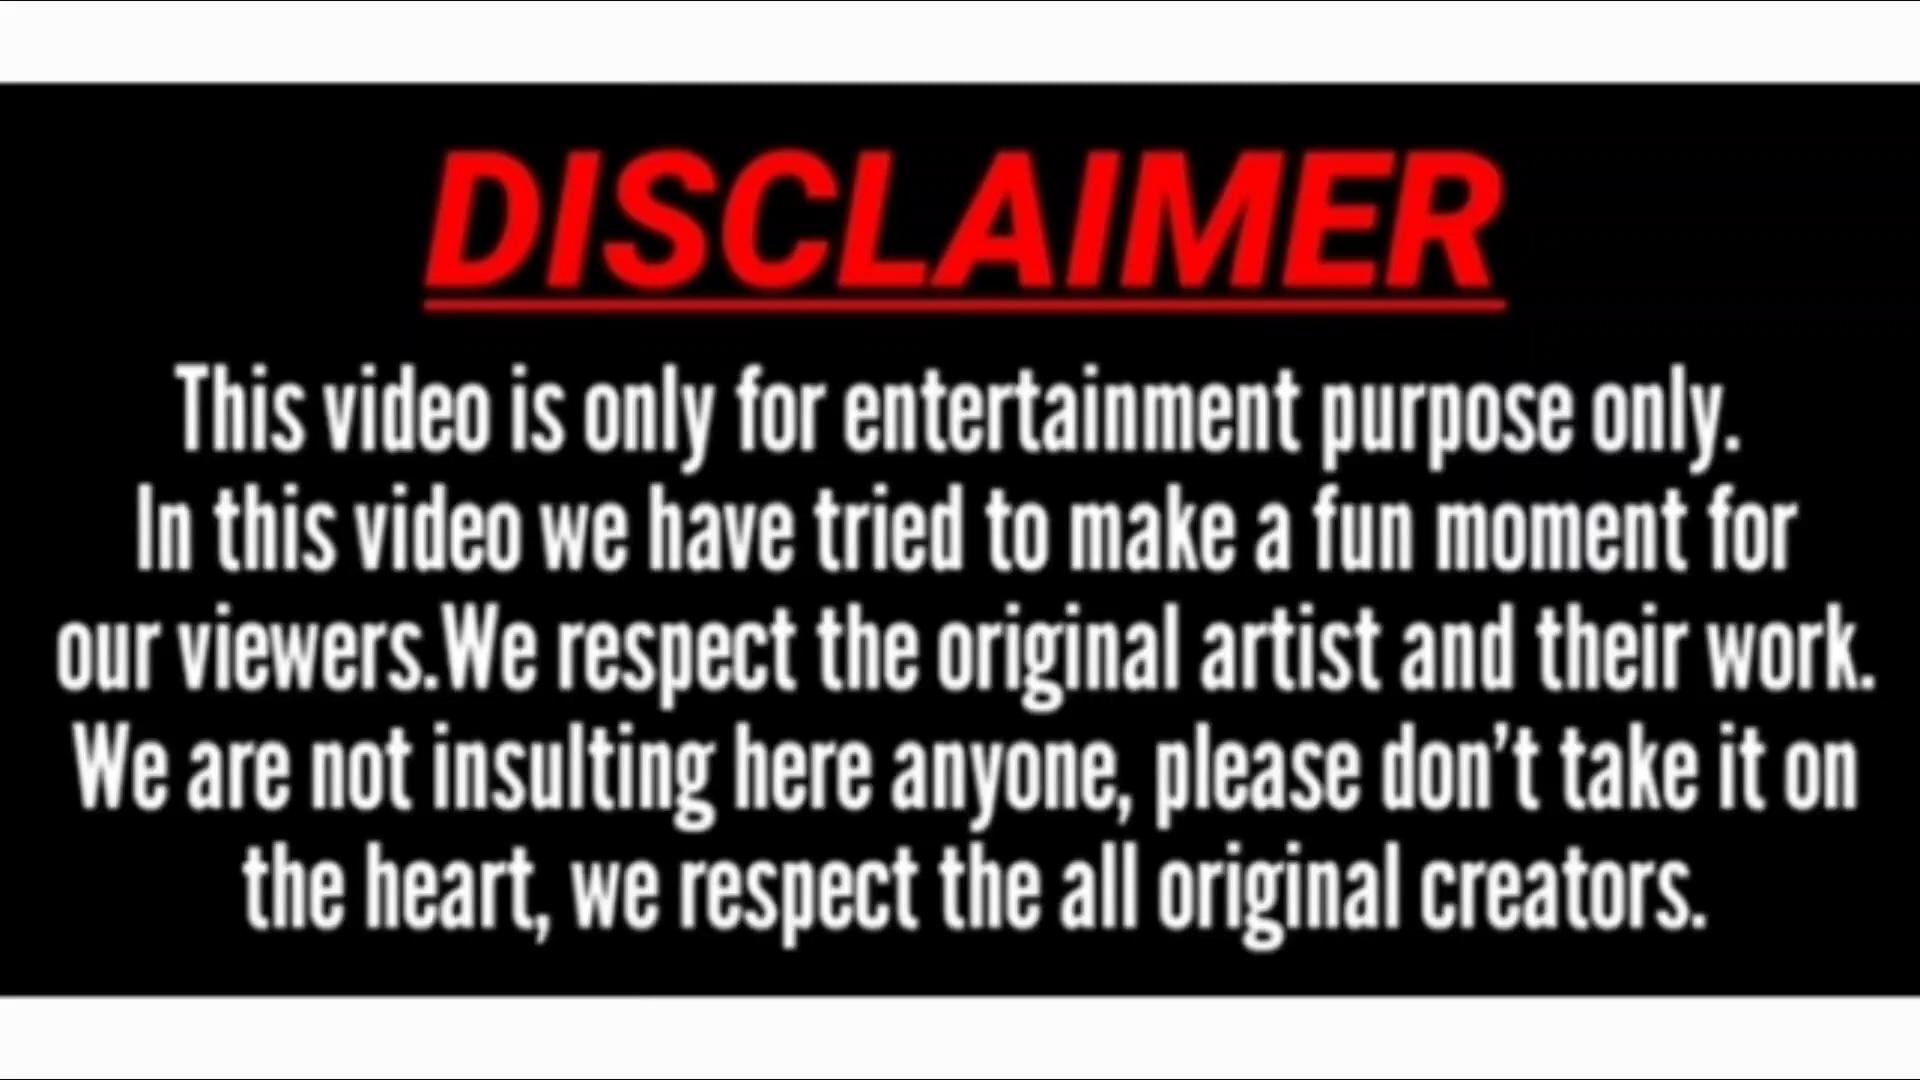 DISCLAIMER
This video is only for entertainment purpose only.
In this video we have tried to make a fun moment for
our viewers.We respect the original artist and their work.
We are not insulting here anyone, please don’t take it on
the heart, we respect the all original creators.